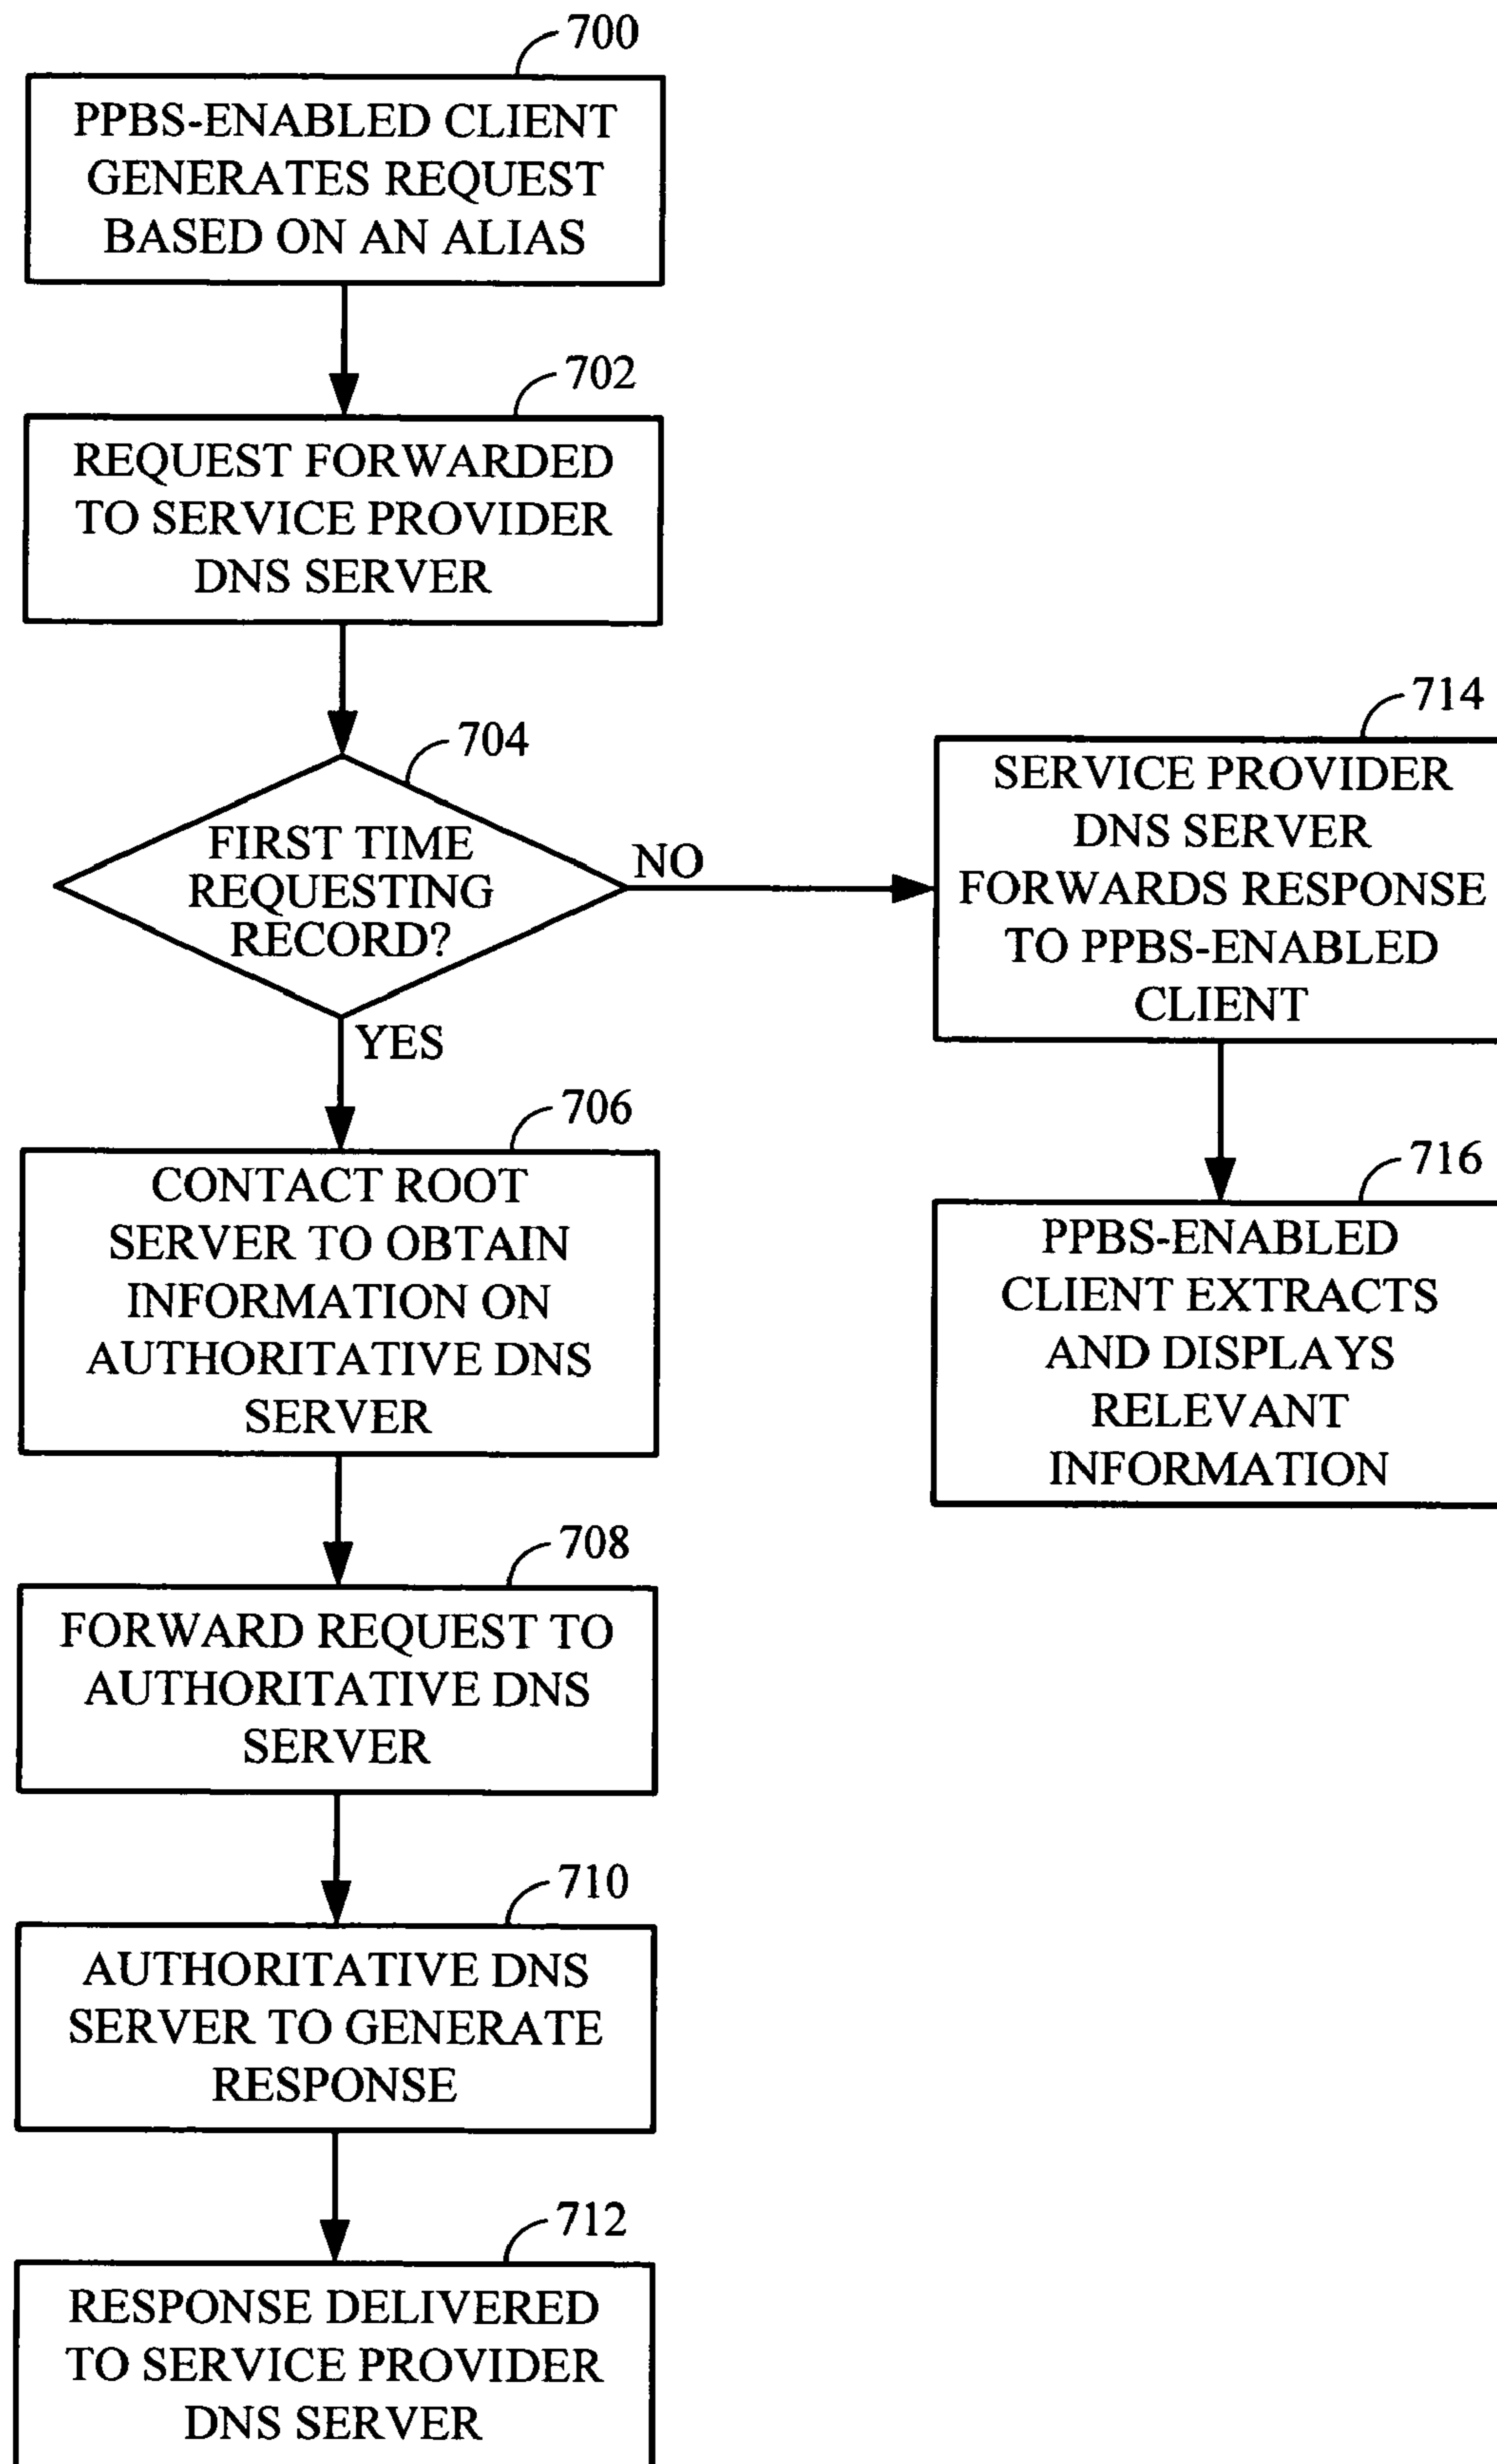 700
PPBS-ENABLED CLIENT
GENERATES REQUEST
BASED ON AN ALIAS
702
REQUEST FORWARDED
TO SERVICE PROVIDER
DNS SERVER
704
FIRST TIME
REQUESTING
RECORD?
NO
YES
706
CONTACT ROOT
SERVER TO OBTAIN
INFORMATION ON
AUTHORITATIVE DNS
SERVER
708
FORWARD REQUEST TO
AUTHORITATIVE DNS
SERVER
710
AUTHORITATIVE DNS
SERVER TO GENERATE
RESPONSE
712
RESPONSE DELIVERED
TO SERVICE PROVIDER
DNS SERVER
714
SERVICE PROVIDER
DNS SERVER
FORWARDS RESPONSE
TO PPBS-ENABLED
CLIENT
716
PPBS-ENABLED
CLIENT EXTRACTS
AND DISPLAYS
RELEVANT
INFORMATION